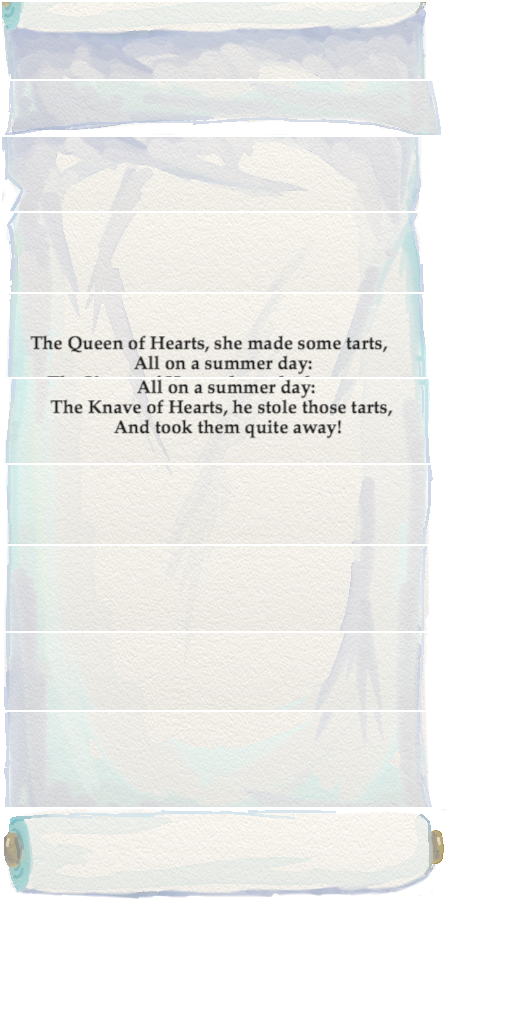 The Queen of Hearts, she made some tarts,
All on a summer day:
All on a summer day:
The Knave of Hearts, he stole those tarts,
And took them quite away!